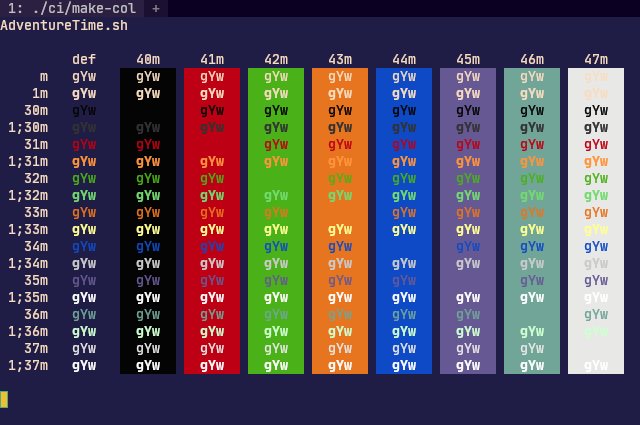 1: ./ci/make-col +
AdventureTime.sh
def 40m 41m 42m 43m 44m 45m 46m 47m
m gYw gYw gYw gYw gYw gYw gYw gYw gYw
1m gYw gYw gYw gYw gYw gYw gYw gYw gYw
30m gYw gYw gYw gYw gYw gYw gYw gYw
1;30m gYw gYw gYw gYw gYw gYw gYw gYw gYw
31m gYw gYw gYw gYw gYw gYw gYw gYw
1;31m gYw gYw gYw gYw gYw gYw gYw gYw gYw
32m gYw gYw gYw gYw gYw gYw gYw gYw
1;32m gYw gYw gYw gYw gYw gYw gYw gYw gYw
33m gYw gYw gYw gYw gYw gYw gYw gYw
1;33m gYw gYw gYw gYw gYw gYw gYw gYw gYw
34m gYw gYw gYw gYw gYw gYw gYw gYw
1;34m gYw gYw gYw gYw gYw gYw gYw gYw gYw
35m gYw gYw gYw gYw gYw gYw gYw gYw
1;35m gYw gYw gYw gYw gYw gYw gYw gYw gYw
36m gYw gYw gYw gYw gYw gYw gYw gYw
1;36m gYw gYw gYw gYw gYw gYw gYw gYw gYw
37m gYw gYw gYw gYw gYw gYw gYw gYw
1;37m gYw gYw gYw gYw gYw gYw gYw gYw gYw